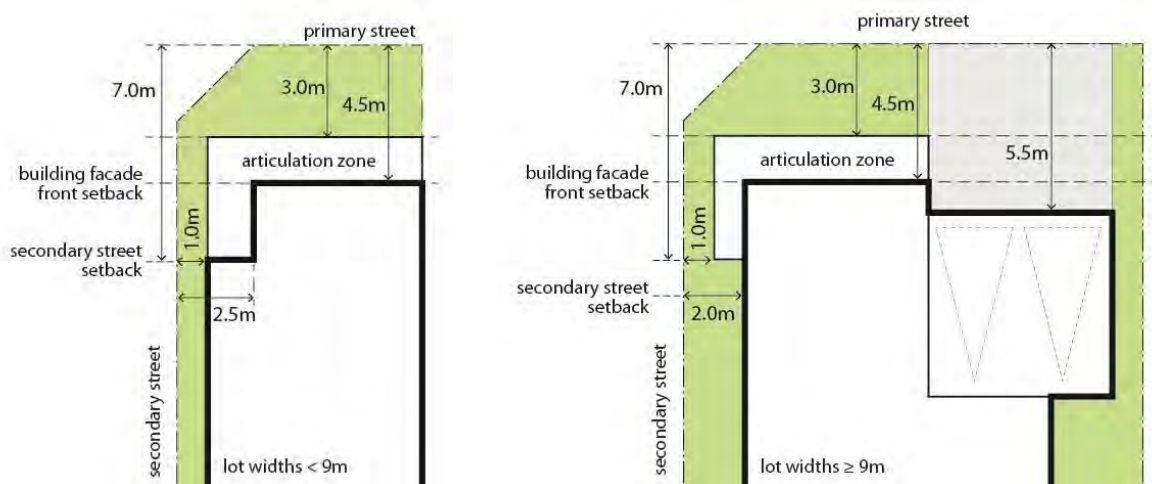 primary street
7.0m
3.0m
4.5m
articulation zone
building facade
front setback
1.0m
secondary street
setback
2.5m
secondary street
lot widths < 9m
primary street
7.0m
3.0m
4.5m
5.5m
articulation zone
building facade
front setback
1.0m
secondary street
setback
2.0m
secondary street
lot widths ≥ 9m